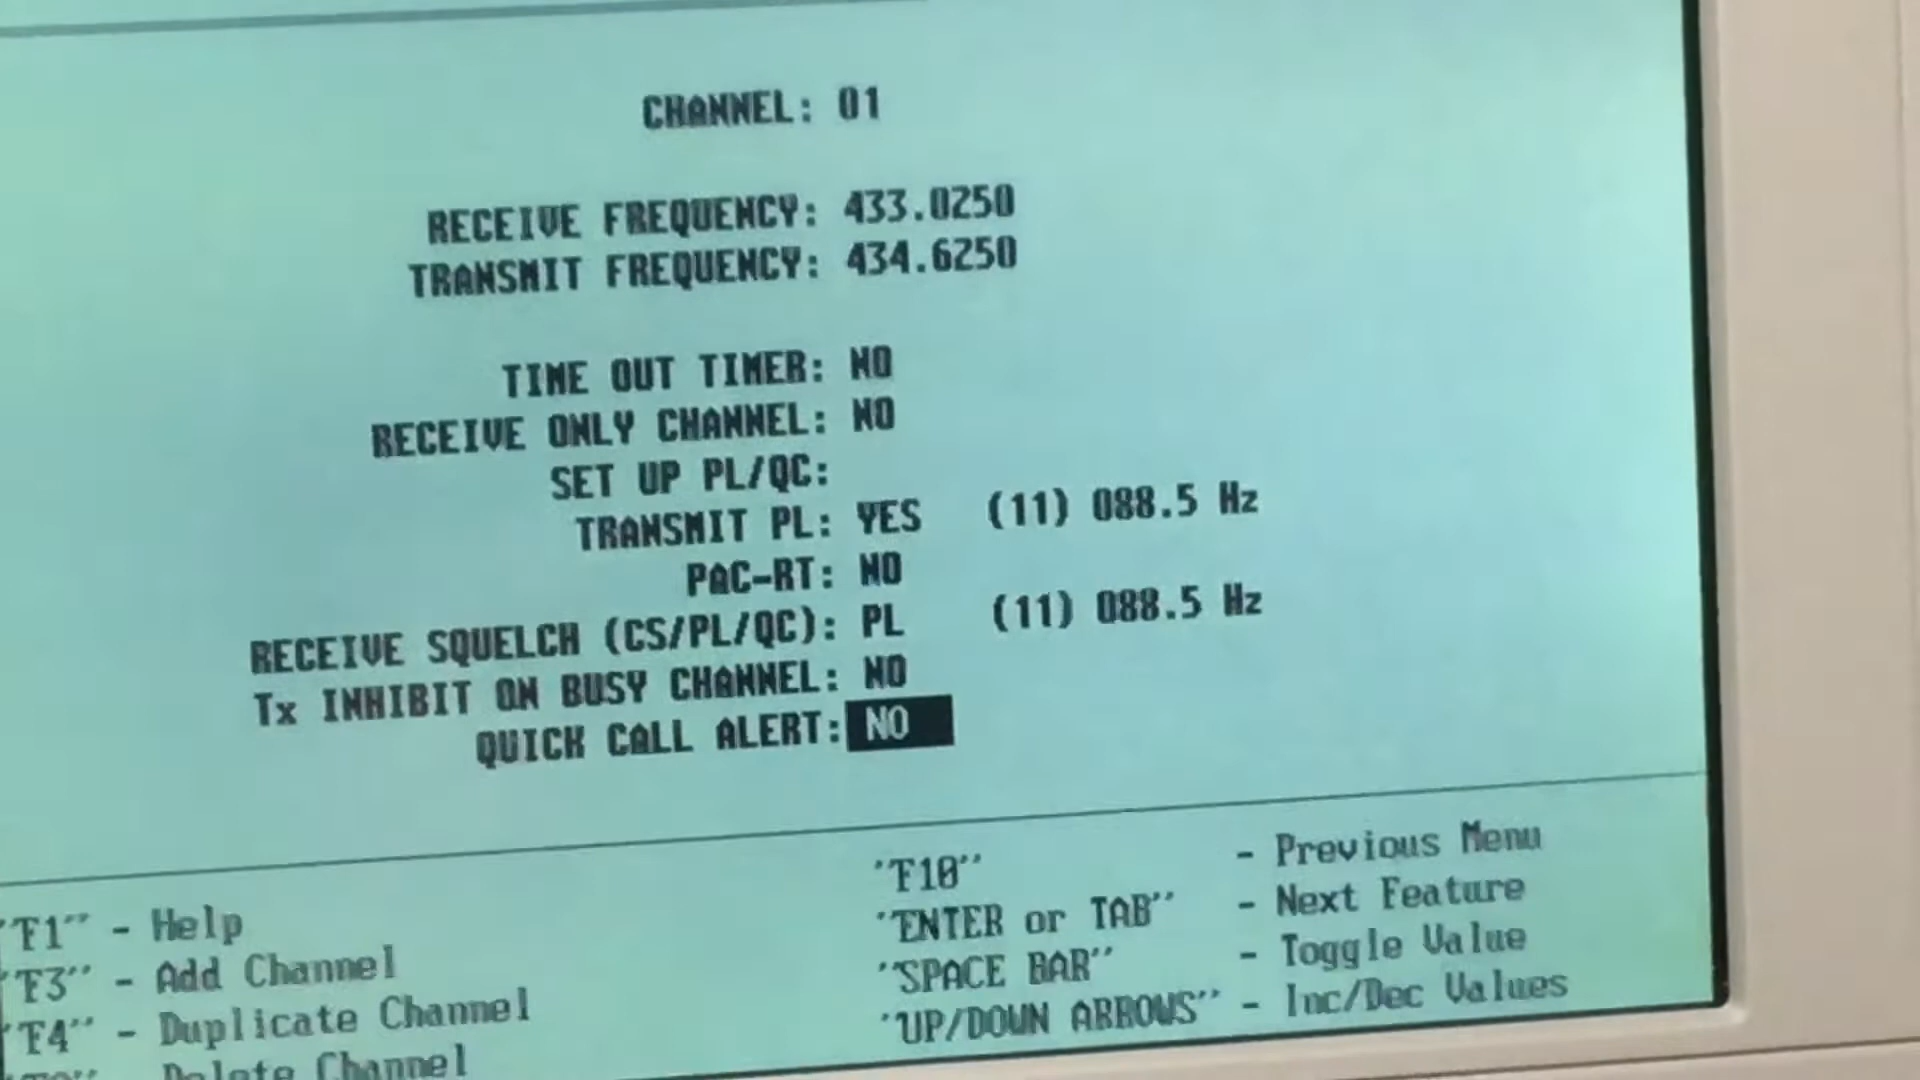 CHANNEL: 01
RECEIVE FREQUENCY: 433.0250
TRANSMIT FREQUENCY: 434.6250
TIME OUT TIMER: NO
RECEIVE ONLY CHANNEL: NO
SET UP PL/QC:
TRANSMIT PL: YES (11) 088.5 Hz
PAC-RT: NO
RECEIVE SQUELCH (CS/PL/QC): PL (11) 088.5 Hz
Tx INHIBIT ON BUSY CHANNEL: NO
QUICK CALL ALERT: NO
"F1" - Help
"F3" - Add Channel
"F4" - Duplicate Channel
Delete Channel
"F10" - Previous Menu
"ENTER or TAB" - Next Feature
"SPACE BAR" - Toggle Value
"UP/DOWN ARROWS" - Inc/Dec Values